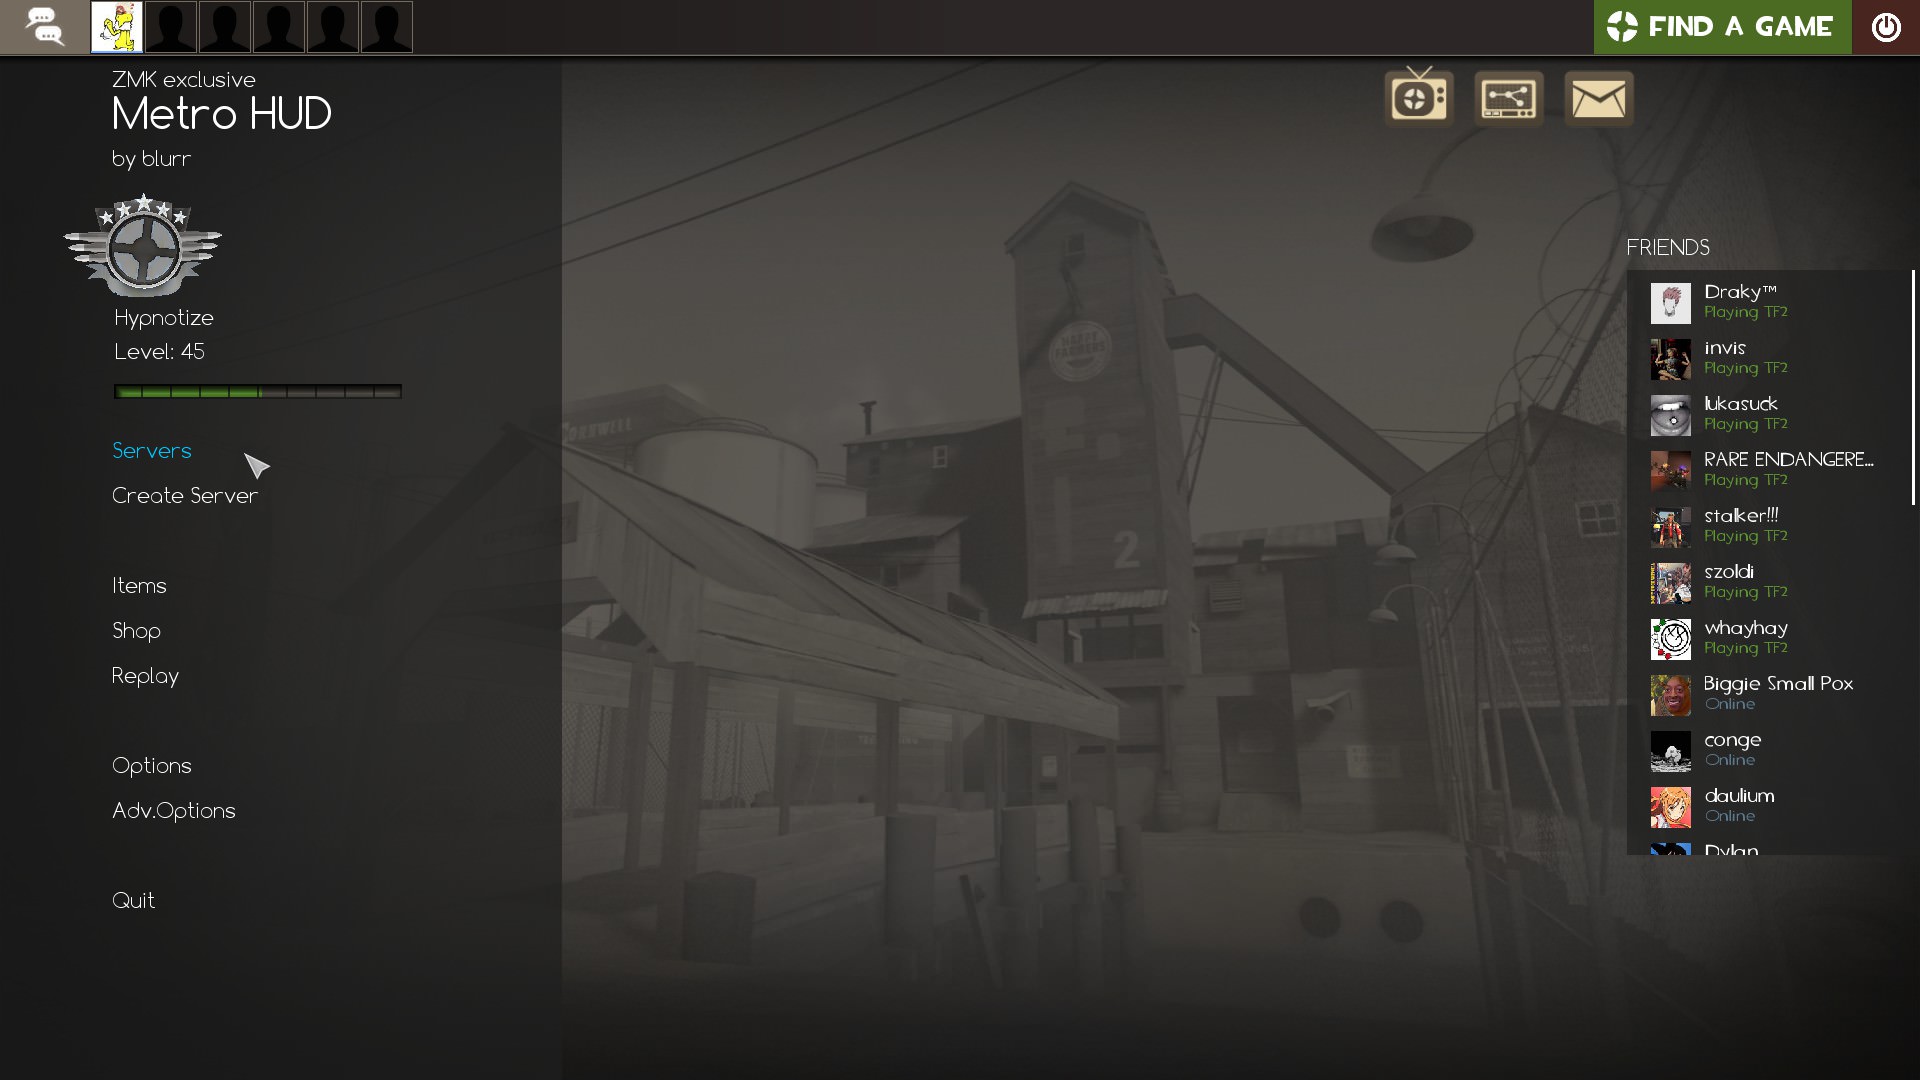 FIND A GAME
ZMK exclusive
Metro HUD
by blurr
Hypnotize
Level: 45
Servers
Create Server
Items
Shop
Replay
Options
Adv.Options
Quit
FRIENDS
Draky™
Playing TF2
invis
Playing TF2
lukasuck
Playing TF2
RARE ENDANGERE...
Playing TF2
stalker!!!
Playing TF2
szoldi
Playing TF2
whayhay
Playing TF2
Biggie Small Pox
Online
conge
Online
daulium
Online
Dylan
CORNWELL
FARMERS
2